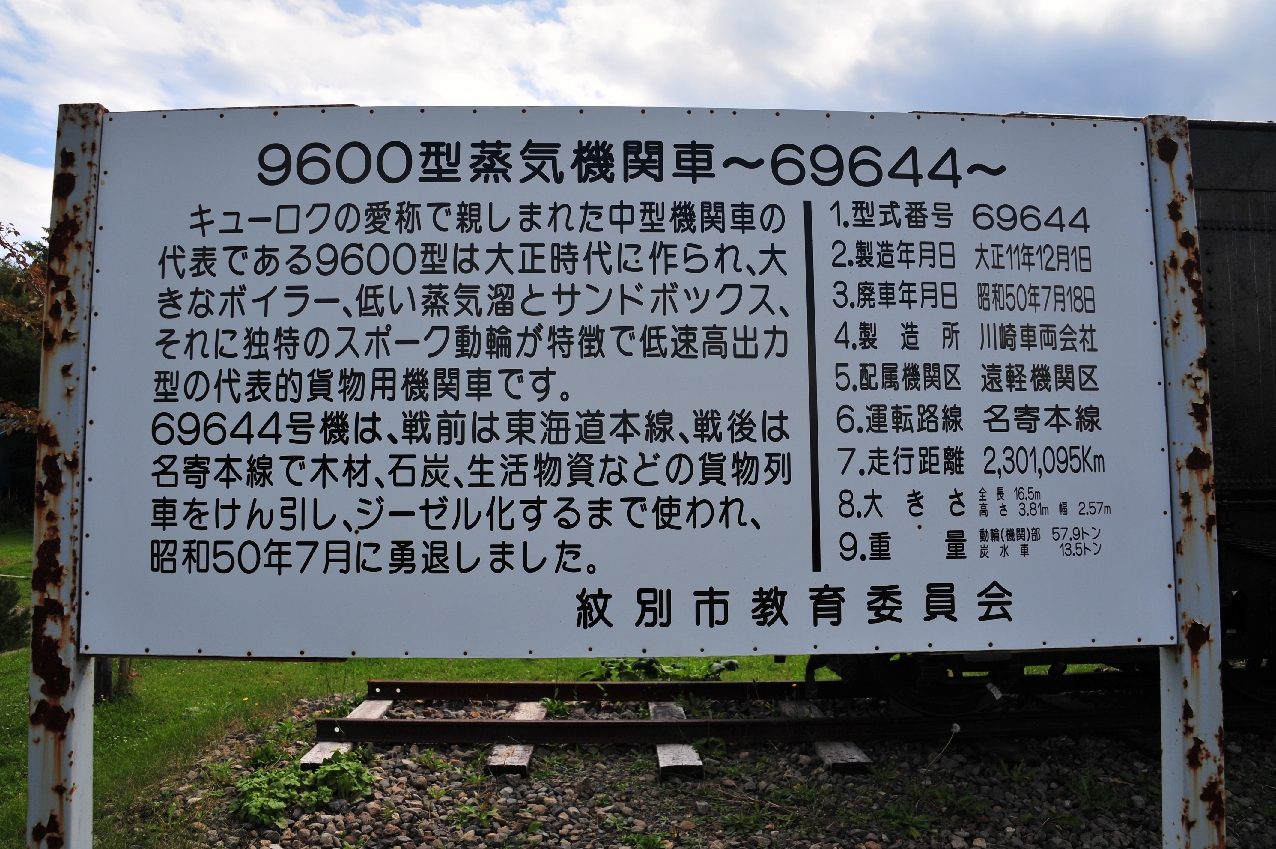 9600型蒸気機関車〜69644〜
キューロクの愛称で親しまれた中型機関車の
代表である9600型は大正時代に作られ、大
きなボイラー、低い蒸気溜とサンドボックス、
それに独特のスポーク動輪が特徴で低速高出力
型の代表的貨物用機関車です。
69644号機は、戦前は東海道本線、戦後は
名寄本線で木材、石炭、生活物資などの貨物列
車をけん引し、ジーゼル化するまで使われ、
昭和50年7月に勇退しました。
1.型式番号 69644
2.製造年月日 大正11年12月1日
3.廃車年月日 昭和50年7月18日
4.製造所 川崎車両会社
5.配属機関区 遠軽機関区
6.運転路線 名寄本線
7.走行距離 2,301,095Km
8.大きさ 全長 16.5m
高さ 3.81m 幅 2.57m
9.重量 動輪(機関)部 57.9トン
炭水車 13.5トン
紋別市教育委員会